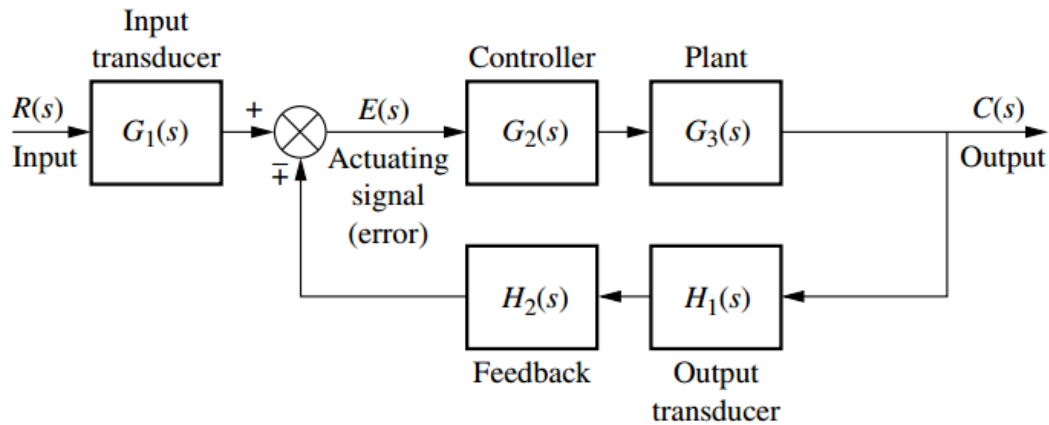 Input
transducer
Controller
Plant
R(s)
Input
G₁(s)
+
∓
E(s)
Actuating
signal
(error)
G₂(s)
G₃(s)
C(s)
Output
H₂(s)
Feedback
H₁(s)
Output
transducer